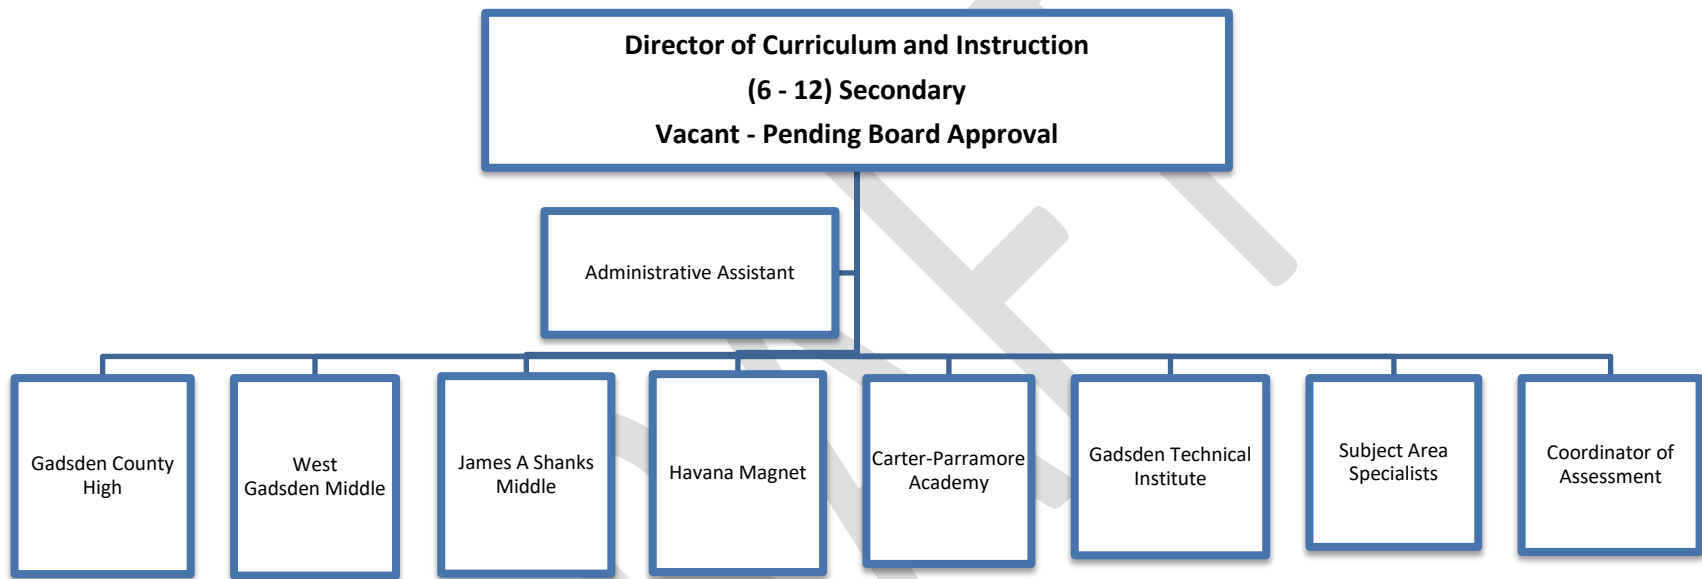 Director of Curriculum and Instruction
(6 - 12) Secondary
Vacant - Pending Board Approval
Administrative Assistant
Gadsden County
High
West
Gadsden Middle
James A Shanks
Middle
Havana Magnet
Carter-Parramore
Academy
Gadsden Technical
Institute
Subject Area
Specialists
Coordinator of
Assessment